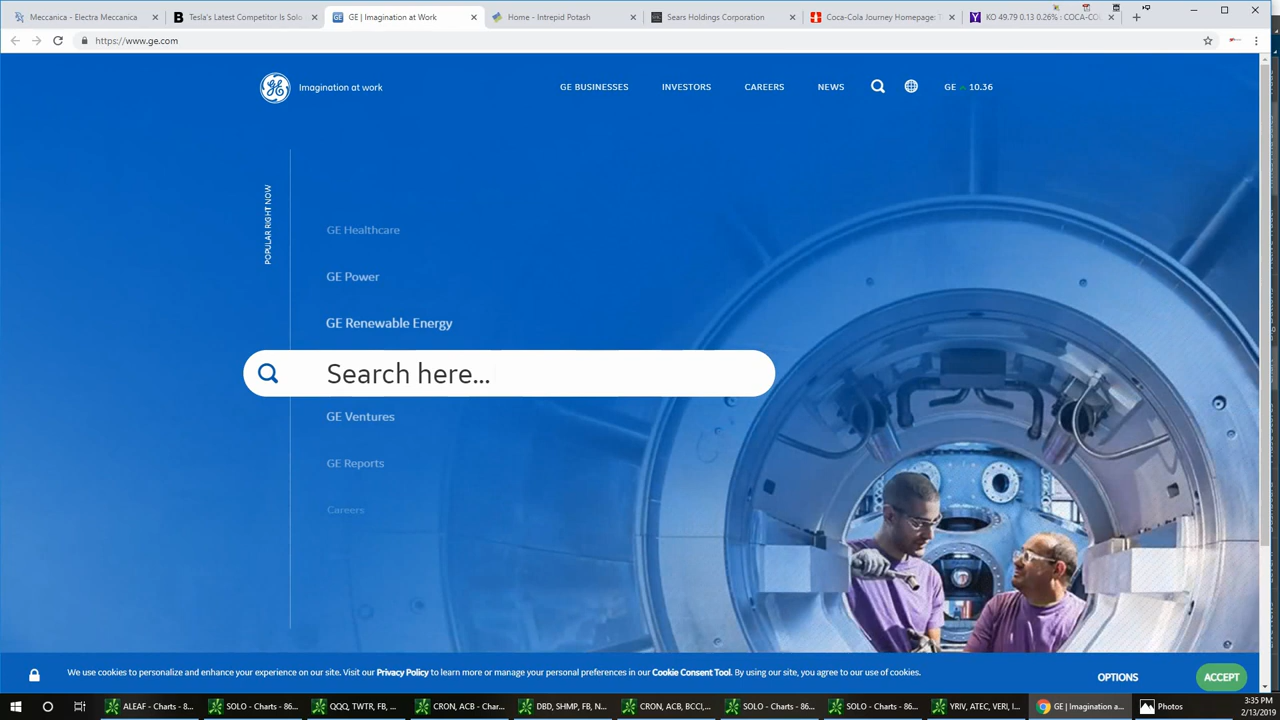 Meccanica - Electra Meccanica
Tesla's Latest Competitor Is Solo
GE | Imagination at Work
Home - Intrepid Potash
Sears Holdings Corporation
Coca-Cola Journey Homepage: T
KO 49.79 0.13 0.26% : COCA-CO
https://www.ge.com
Imagination at work
GE BUSINESSES
INVESTORS
CAREERS
NEWS
GE 10.36
POPULAR RIGHT NOW
GE Healthcare
GE Power
GE Renewable Energy
Search here...
GE Ventures
GE Reports
Careers
We use cookies to personalize and enhance your experience on our site. Visit our Privacy Policy to learn more or manage your personal preferences in our Cookie Consent Tool. By using our site, you agree to our use of cookies.
OPTIONS
ACCEPT
ALEAF - Charts - 8...
SOLO - Charts - 86...
QQQ, TWTR, FB, ...
CRON, ACB - Char...
DBD, SHMP, FB, N...
CRON, ACB, BCCI,...
SOLO - Charts - 86...
SOLO - Charts - 86...
YRIV, ATEC, VERI, I...
GE | Imagination a...
Photos
3:35 PM
2/13/2019